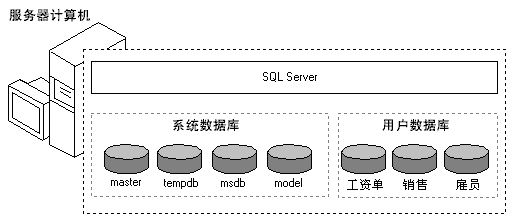 服务器计算机
SQL Server
系统数据库
用户数据库
master tempdb msdb model
工资单 销售 雇员